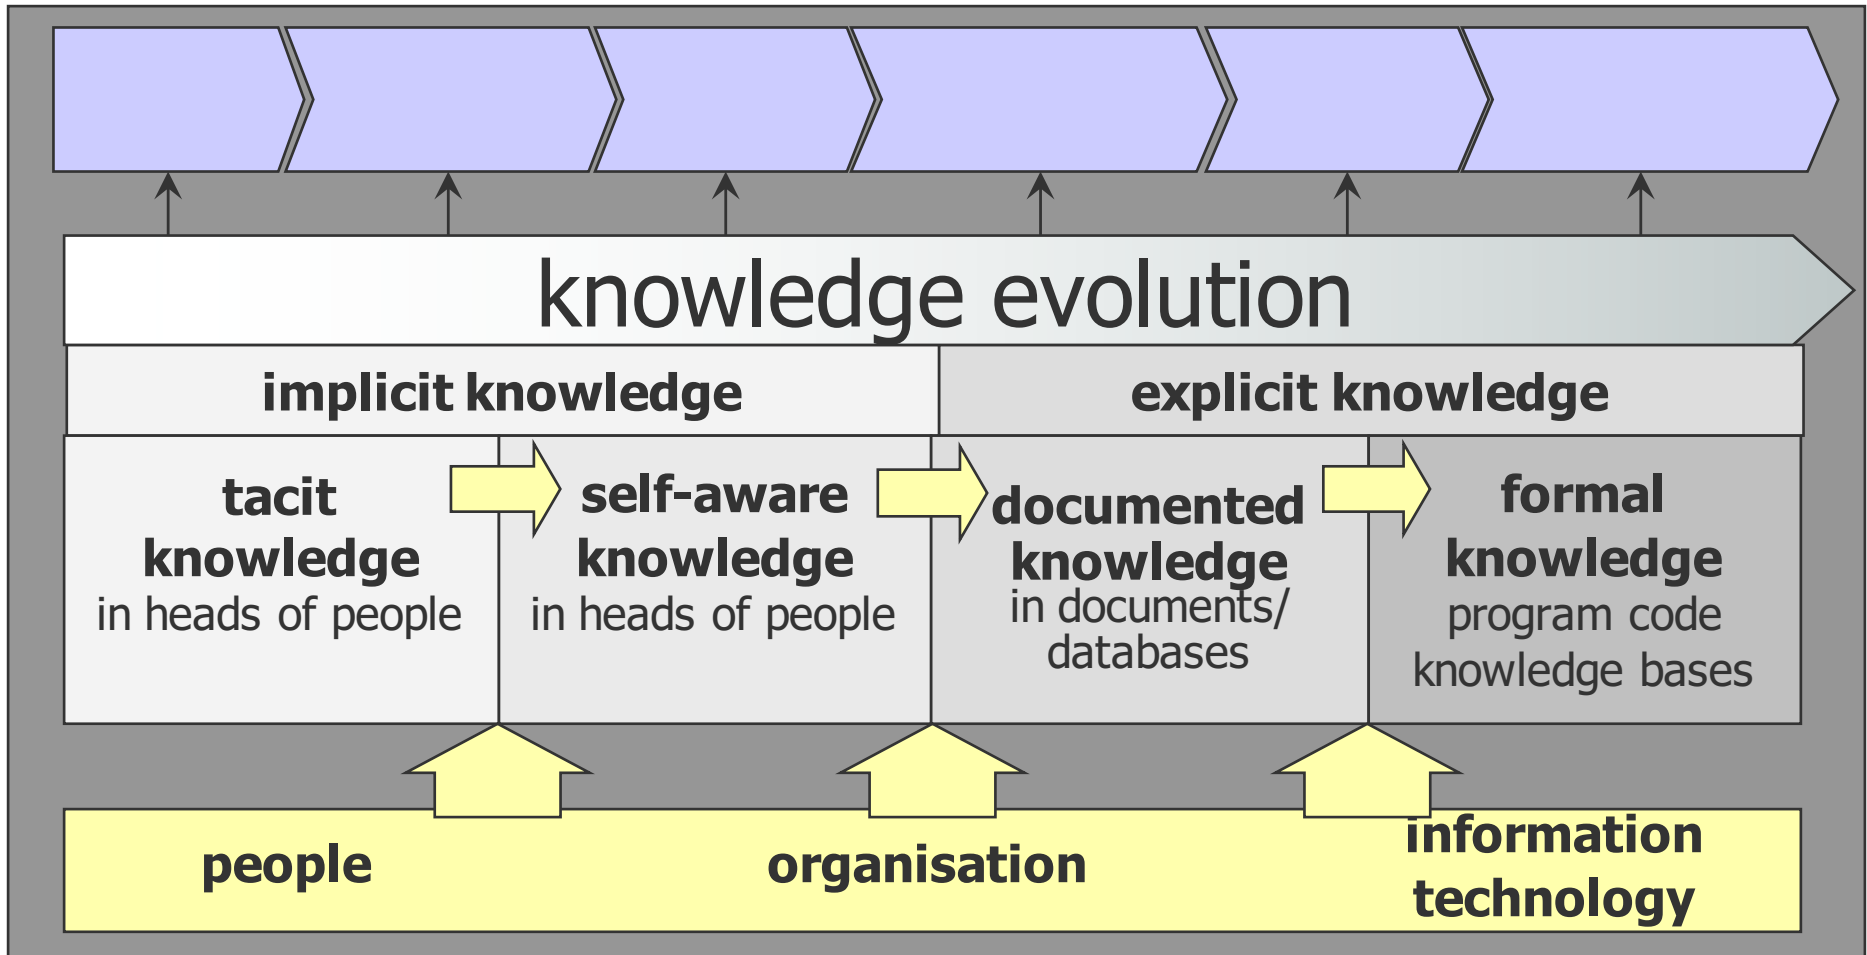 knowledge evolution
implicit knowledge
explicit knowledge
tacit
knowledge
in heads of people
self-aware
knowledge
in heads of people
documented
knowledge
in documents/
databases
formal
knowledge
program code
knowledge bases
people
organisation
information
technology